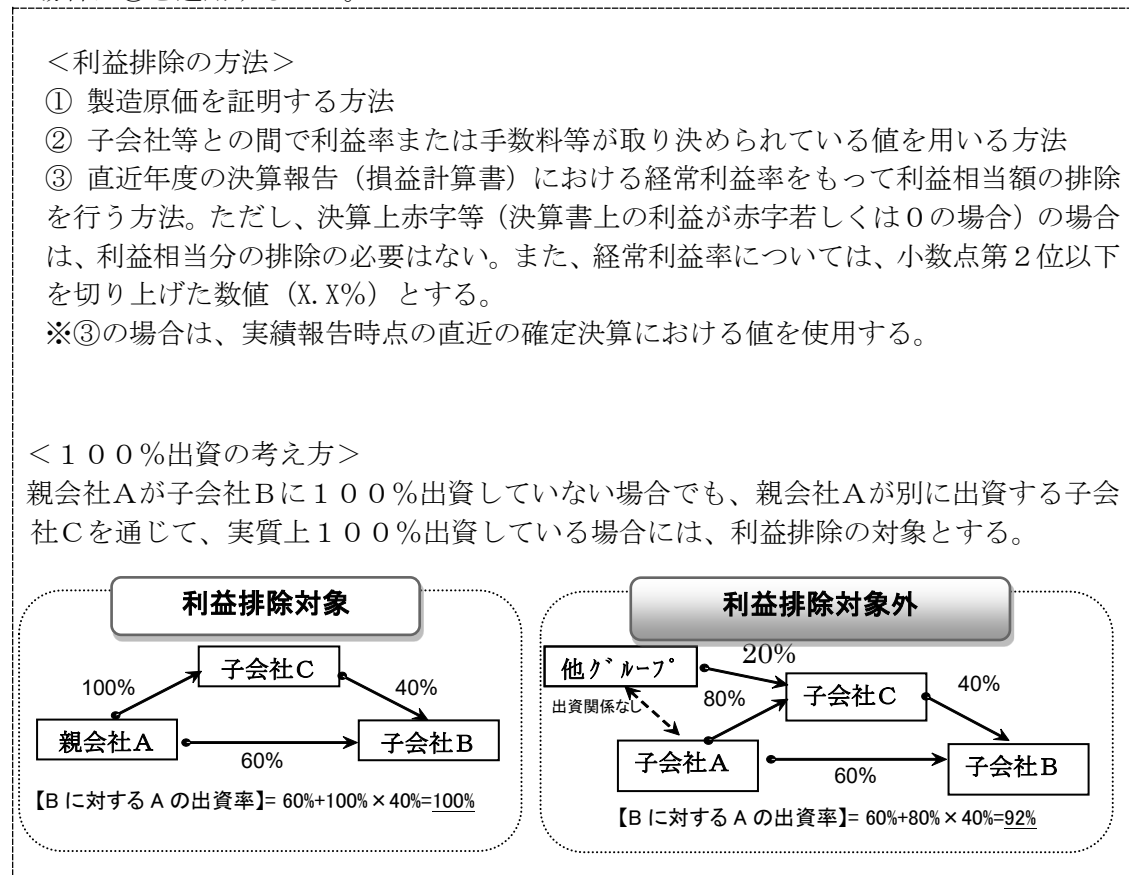 ＜利益排除の方法＞
① 製造原価を証明する方法
② 子会社等との間で利益率または手数料等が取り決められている値を用いる方法
③ 直近年度の決算報告（損益計算書）における経常利益率をもって利益相当額の排除
を行う方法。ただし、決算上赤字等（決算書上の利益が赤字若しくは０の場合）の場合
は、利益相当分の排除の必要はない。また、経常利益率については、小数点第２位以下
を切り上げた数値（X.X％）とする。
※③の場合は、実績報告時点の直近の確定決算における値を使用する。
＜１００％出資の考え方＞
親会社Ａが子会社Ｂに１００％出資していない場合でも、親会社Ａが別に出資する子会
社Ｃを通じて、実質上１００％出資している場合には、利益排除の対象とする。
利益排除対象
子会社Ｃ
100%
40%
親会社Ａ
子会社Ｂ
60%
【B に対する A の出資率】= 60%+100%×40%=100%
利益排除対象外
他ｸﾞﾙｰﾌﾟ
20%
出資関係なし
80%
子会社Ｃ
40%
子会社Ａ
子会社Ｂ
60%
【B に対する A の出資率】= 60%+80%×40%=92%